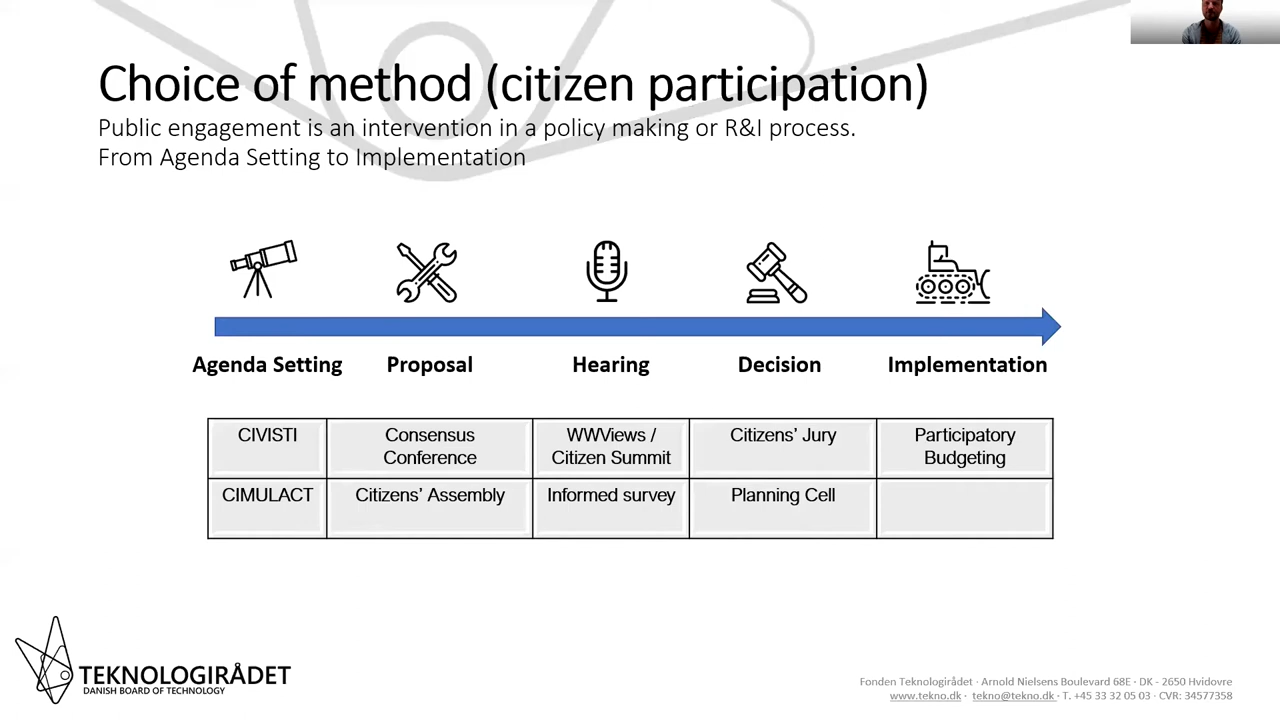 Choice of method (citizen participation)
Public engagement is an intervention in a policy making or R&I process.
From Agenda Setting to Implementation
Agenda Setting
Proposal
Hearing
Decision
Implementation
CIVISTI
Consensus
Conference
WWViews /
Citizen Summit
Citizens' Jury
Participatory
Budgeting
CIMULACT
Citizens' Assembly
Informed survey
Planning Cell
TEKNOLOGIRÅDET
DANISH BOARD OF TECHNOLOGY
Fonden Teknologirådet · Arnold Nielsens Boulevard 68E · DK - 2650 Hvidovre
www.tekno.dk · tekno@tekno.dk · T. +45 33 32 05 03 · CVR: 34577358